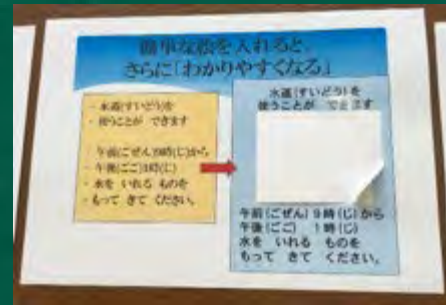 簡単な絵を入れると、
さらに「わかりやすくなる」
・水道(すいどう)を
・使うことが できます
・午前(ごぜん)9時(じ)から
・午後(ごご)1時(じ)
・水を いれる ものを
・もって きて ください。
水道(すいどう)を
使うことが できます
午前(ごぜん)9時(じ)から
午後(ごご) 1時(じ)
水を いれる ものを
もって きて ください。